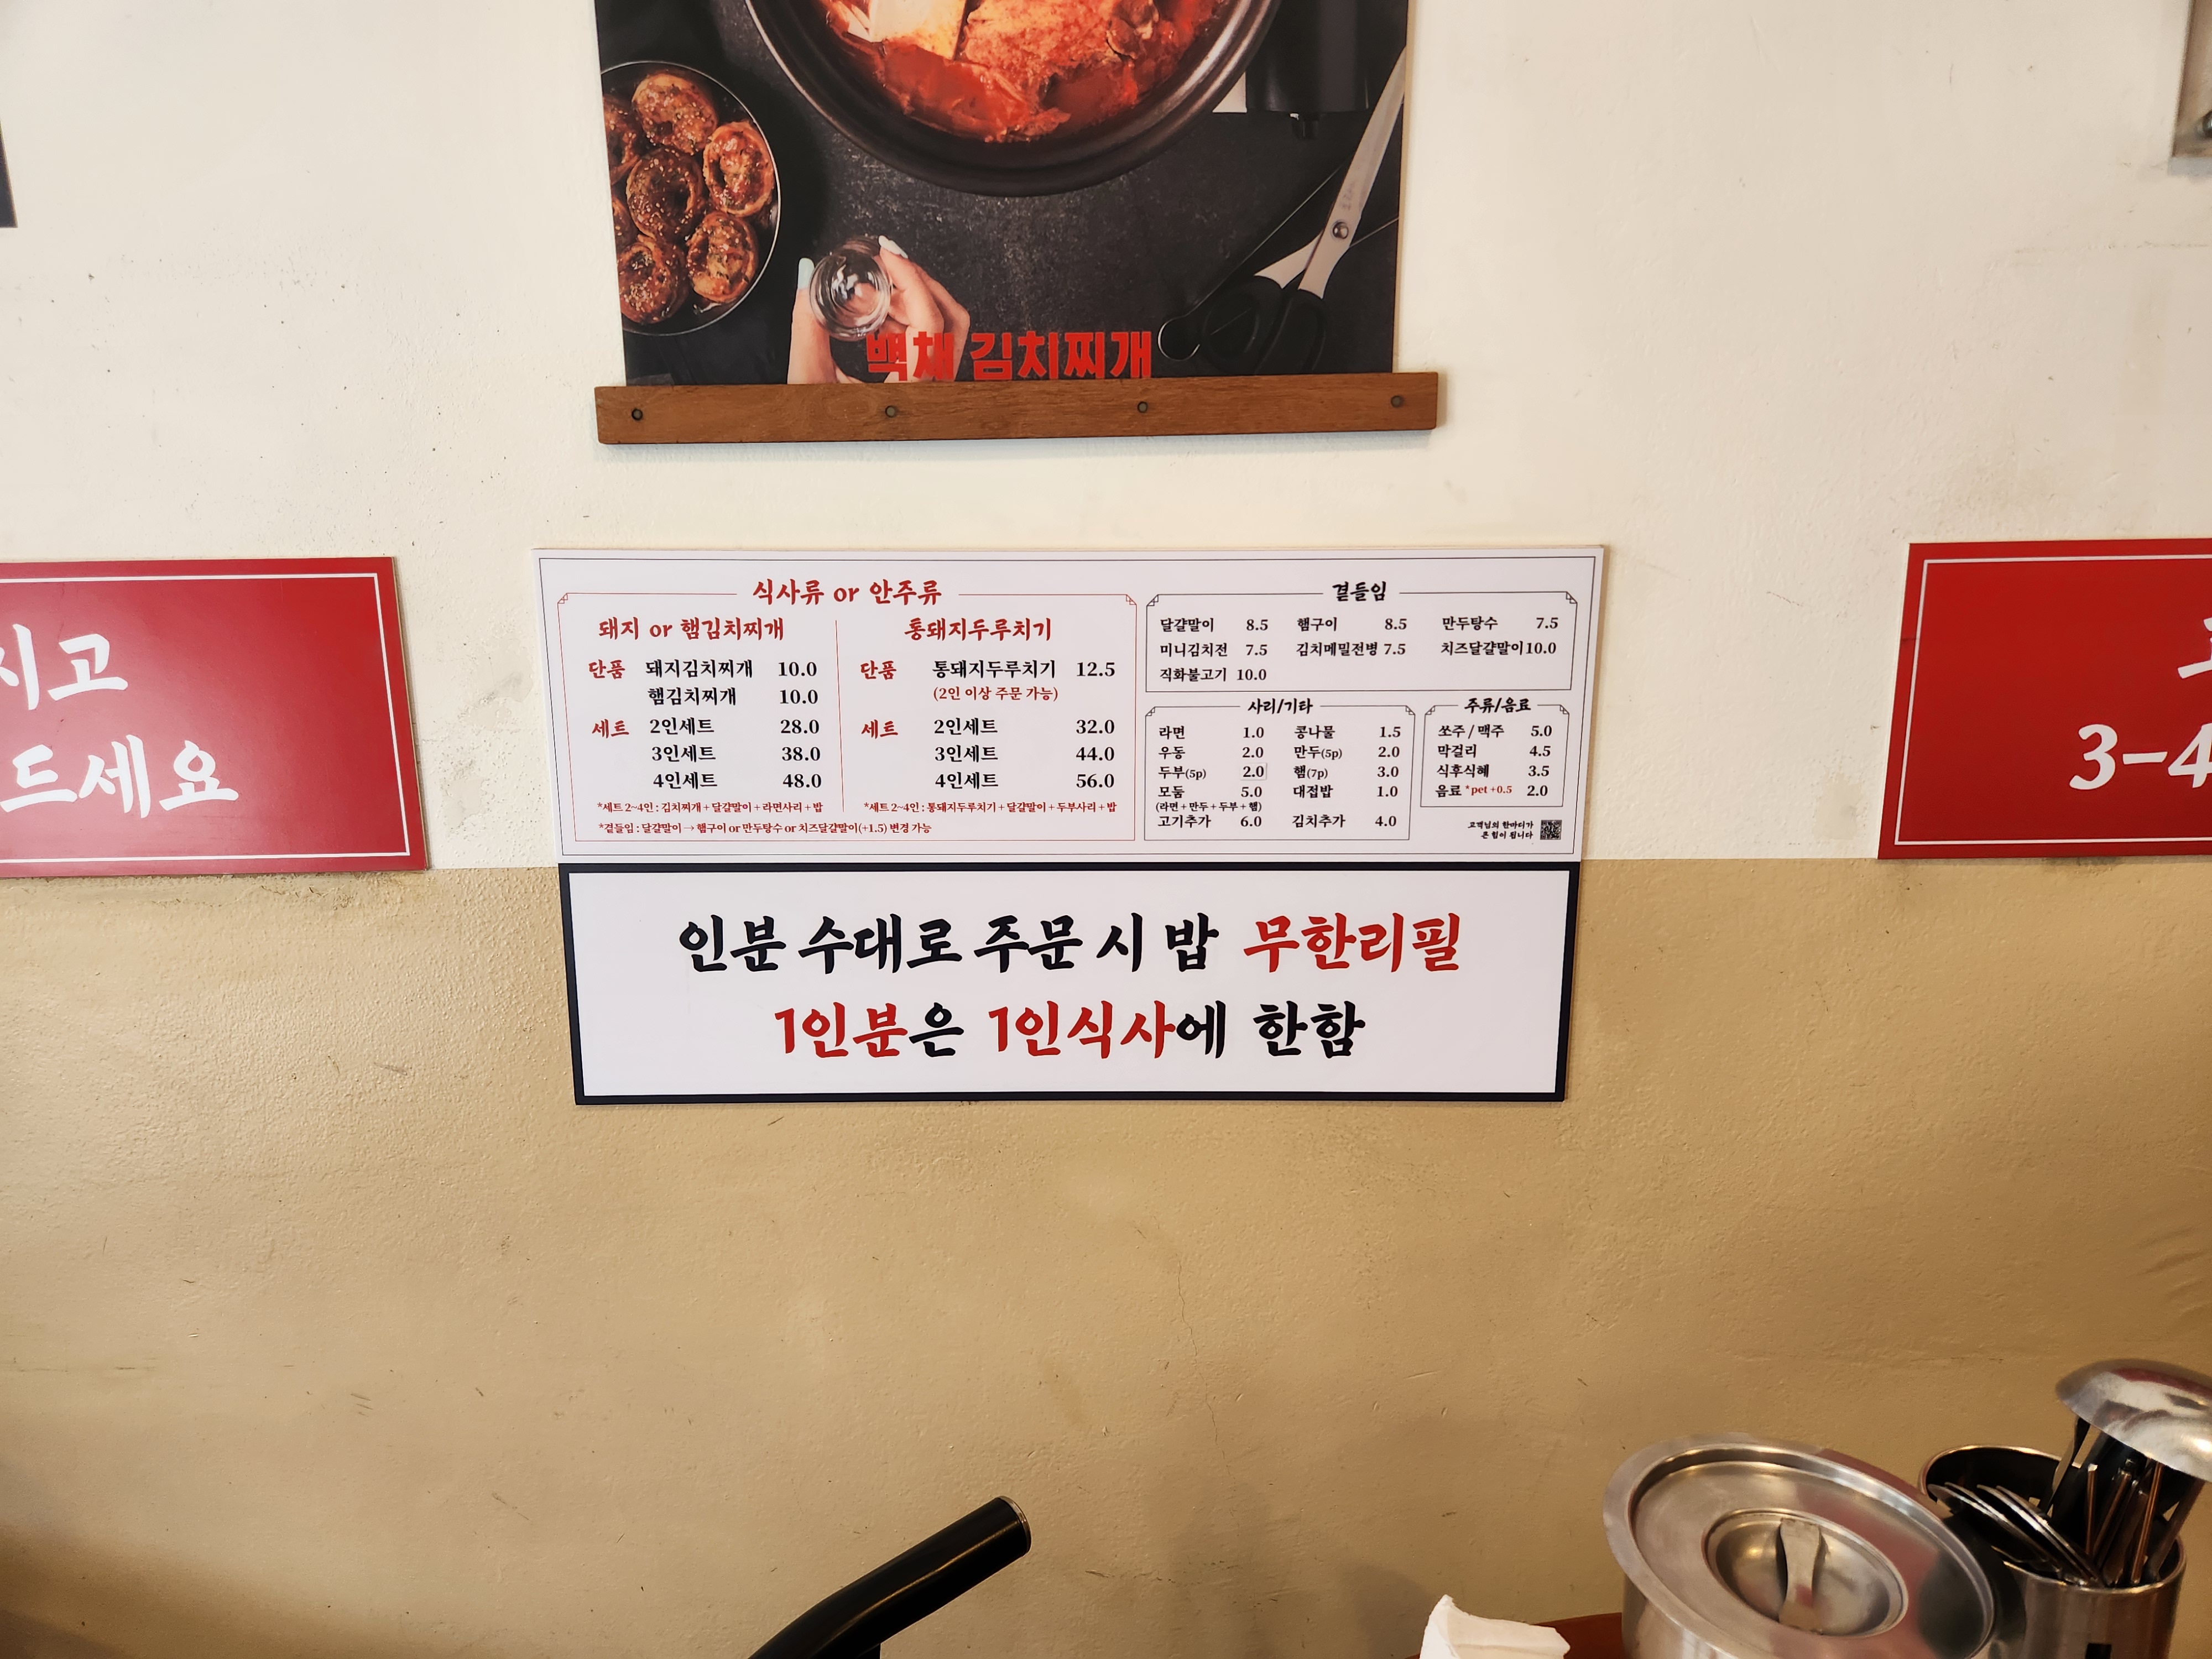 백채 김치찌개
시고
드세요
식사류 or 안주류
돼지 or 햄김치찌개
단품 돼지김치찌개 10.0
햄김치찌개 10.0
세트 2인세트 28.0
3인세트 38.0
4인세트 48.0
*세트 2~4인 : 김치찌개 + 달걀말이 + 라면사리 + 밥
통돼지두루치기
단품 통돼지두루치기 12.5
(2인 이상 주문 가능)
세트 2인세트 32.0
3인세트 44.0
4인세트 56.0
*세트 2~4인 : 통돼지두루치기 + 달걀말이 + 두부사리 + 밥
*곁들임 : 달걀말이 → 햄구이 or 만두탕수 or 치즈달걀말이(+1.5) 변경 가능
곁들임
달걀말이 8.5 햄구이 8.5 만두탕수 7.5
미니김치전 7.5 김치메밀전병 7.5 치즈달걀말이 10.0
직화불고기 10.0
사리/기타
라면 1.0 콩나물 1.5
우동 2.0 만두(5p) 2.0
두부(5p) 2.0 햄(7p) 3.0
모둠 5.0 대접밥 1.0
(라면 + 만두 + 두부 + 햄)
고기추가 6.0 김치추가 4.0
주류/음료
쏘주 / 맥주 5.0
막걸리 4.5
식후식혜 3.5
음료 *pet +0.5 2.0
고객님의 한마디가
큰 힘이 됩니다
인분 수대로 주문 시 밥 무한리필
1인분은 1인식사에 한함
3-4